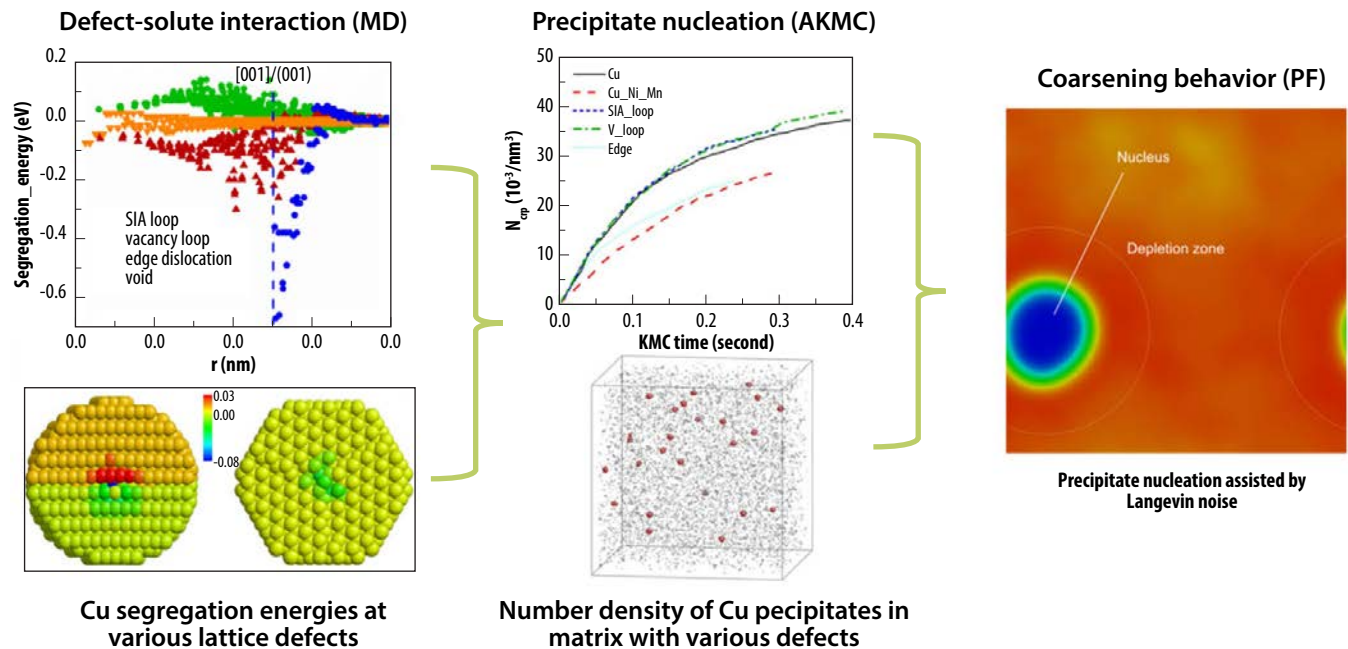 Defect-solute interaction (MD)
0.2
0.0
-0.2
-0.4
-0.6
Segregation_energy (eV)
[001]/(001)
SIA loop
vacancy loop
edge dislocation
void
0.0 0.0 0.0 0.0 0.0
r (nm)
0.03
0.00
-0.08
Cu segregation energies at
various lattice defects
Precipitate nucleation (AKMC)
50
40
30
20
10
0
N_cp (10⁻³/nm³)
Cu
Cu_Ni_Mn
SIA_loop
V_loop
Edge
0.0 0.1 0.2 0.3 0.4
KMC time (second)
Number density of Cu pecipitates in
matrix with various defects
Coarsening behavior (PF)
Nucleus
Depletion zone
Precipitate nucleation assisted by
Langevin noise